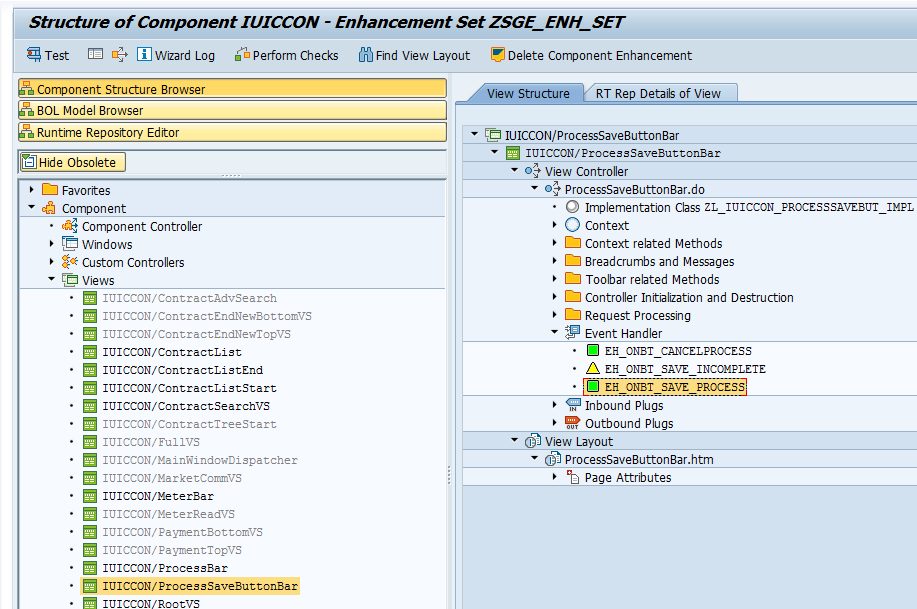 Structure of Component IUICCON - Enhancement Set ZSGE_ENH_SET
Test
Wizard Log
Perform Checks
Find View Layout
Delete Component Enhancement
Component Structure Browser
BOL Model Browser
Runtime Repository Editor
Hide Obsolete
Favorites
Component
Component Controller
Windows
Custom Controllers
Views
IUICCON/ContractAdvSearch
IUICCON/ContractEndNewBottomVS
IUICCON/ContractEndNewTopVS
IUICCON/ContractList
IUICCON/ContractListEnd
IUICCON/ContractListStart
IUICCON/ContractSearchVS
IUICCON/ContractTreeStart
IUICCON/FullVS
IUICCON/MainWindowDispatcher
IUICCON/MarketCommVS
IUICCON/MeterBar
IUICCON/MeterReadVS
IUICCON/PaymentBottomVS
IUICCON/PaymentTopVS
IUICCON/ProcessBar
IUICCON/ProcessSaveButtonBar
IUICCON/RootVS
View Structure
RT Rep Details of View
IUICCON/ProcessSaveButtonBar
IUICCON/ProcessSaveButtonBar
View Controller
ProcessSaveButtonBar.do
Implementation Class ZL_IUICCON_PROCESSSAVEBUT_IMPL
Context
Context related Methods
Breadcrumbs and Messages
Toolbar related Methods
Controller Initialization and Destruction
Request Processing
Event Handler
EH_ONBT_CANCELPROCESS
EH_ONBT_SAVE_INCOMPLETE
EH_ONBT_SAVE_PROCESS
IN Inbound Plugs
OUT Outbound Plugs
View Layout
ProcessSaveButtonBar.htm
Page Attributes